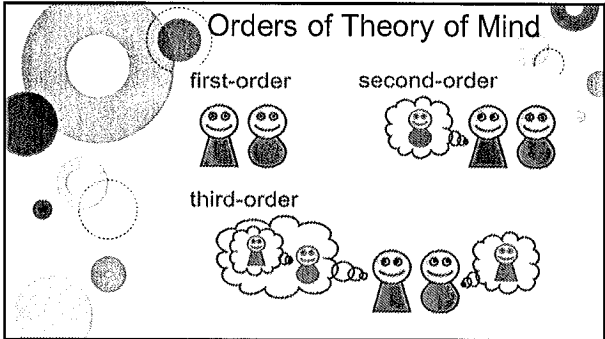 Orders of Theory of Mind
first-order
second-order
third-order